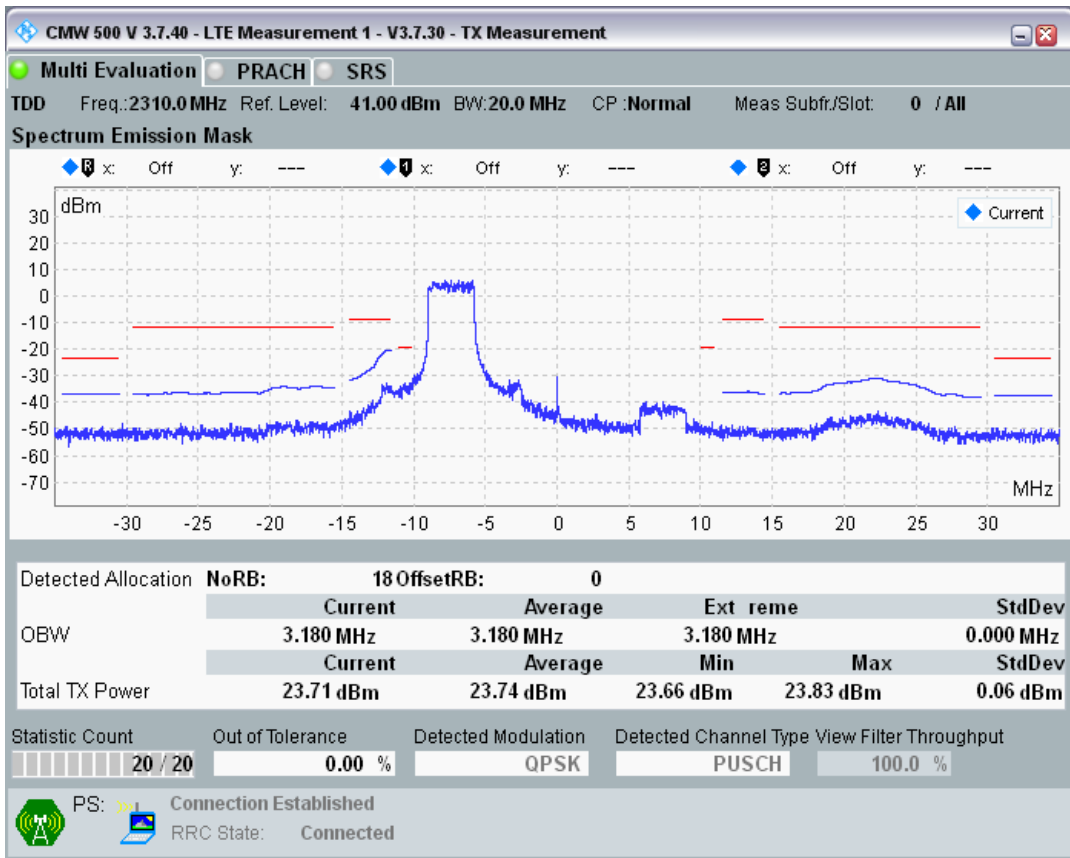 CMW 500 V 3.7.40 - LTE Measurement 1 - V3.7.30 - TX Measurement
Multi Evaluation PRACH SRS
TDD Freq.:2310.0 MHz Ref. Level: 41.00 dBm BW:20.0 MHz CP :Normal Meas Subfr./Slot: 0 / All
Spectrum Emission Mask
R x: Off y: --- 1 x: Off y: --- 2 x: Off y: ---
dBm
Current
30
20
10
0
-10
-20
-30
-40
-50
-60
-70
MHz
-30 -25 -20 -15 -10 -5 0 5 10 15 20 25 30
Detected Allocation NoRB: 18 OffsetRB: 0
Current Average Ext reme StdDev
OBW 3.180 MHz 3.180 MHz 3.180 MHz 0.000 MHz
Current Average Min Max StdDev
Total TX Power 23.71 dBm 23.74 dBm 23.66 dBm 23.83 dBm 0.06 dBm
Statistic Count Out of Tolerance Detected Modulation Detected Channel Type View Filter Throughput
20 / 20 0.00 % QPSK PUSCH 100.0 %
PS: Connection Established
RRC State: Connected